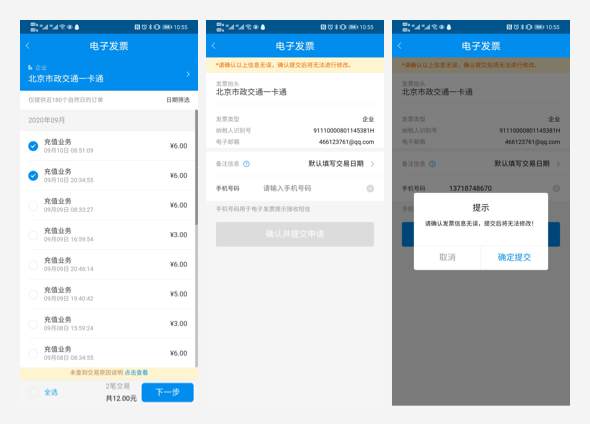 10:55
电子发票
企业
北京市政交通一卡通
仅提供近180个自然日的订单
日期筛选
2020年09月
充值业务
¥6.00
09月10日 08:51:09
充值业务
¥6.00
09月10日 20:34:55
充值业务
¥6.00
09月09日 08:33:27
充值业务
¥3.00
09月09日 16:59:54
充值业务
¥6.00
09月09日 20:46:14
充值业务
¥5.00
09月09日 19:40:42
充值业务
¥3.00
09月08日 15:59:24
充值业务
¥6.00
09月08日 08:34:55
未查到交易原因说明 点击查看
全选
2笔交易
共12.00元
下一步
10:55
电子发票
*请确认以上信息无误，确认提交后将无法进行修改。
发票抬头
北京市政交通一卡通
发票类型
企业
纳税人识别号
91110000801145381H
电子邮箱
466123761@qq.com
备注信息
默认填写交易日期
手机号码
请输入手机号码
手机号码用于电子发票提示接收短信
确认并提交申请
10:55
电子发票
*请确认以上信息无误，确认提交后将无法进行修改。
发票抬头
北京市政交通一卡通
发票类型
企业
纳税人识别号
91110000801145381H
电子邮箱
466123761@qq.com
备注信息
默认填写交易日期
手机号码
13718748670
提示
请确认发票信息无误，提交后将无法修改！
取消
确定提交